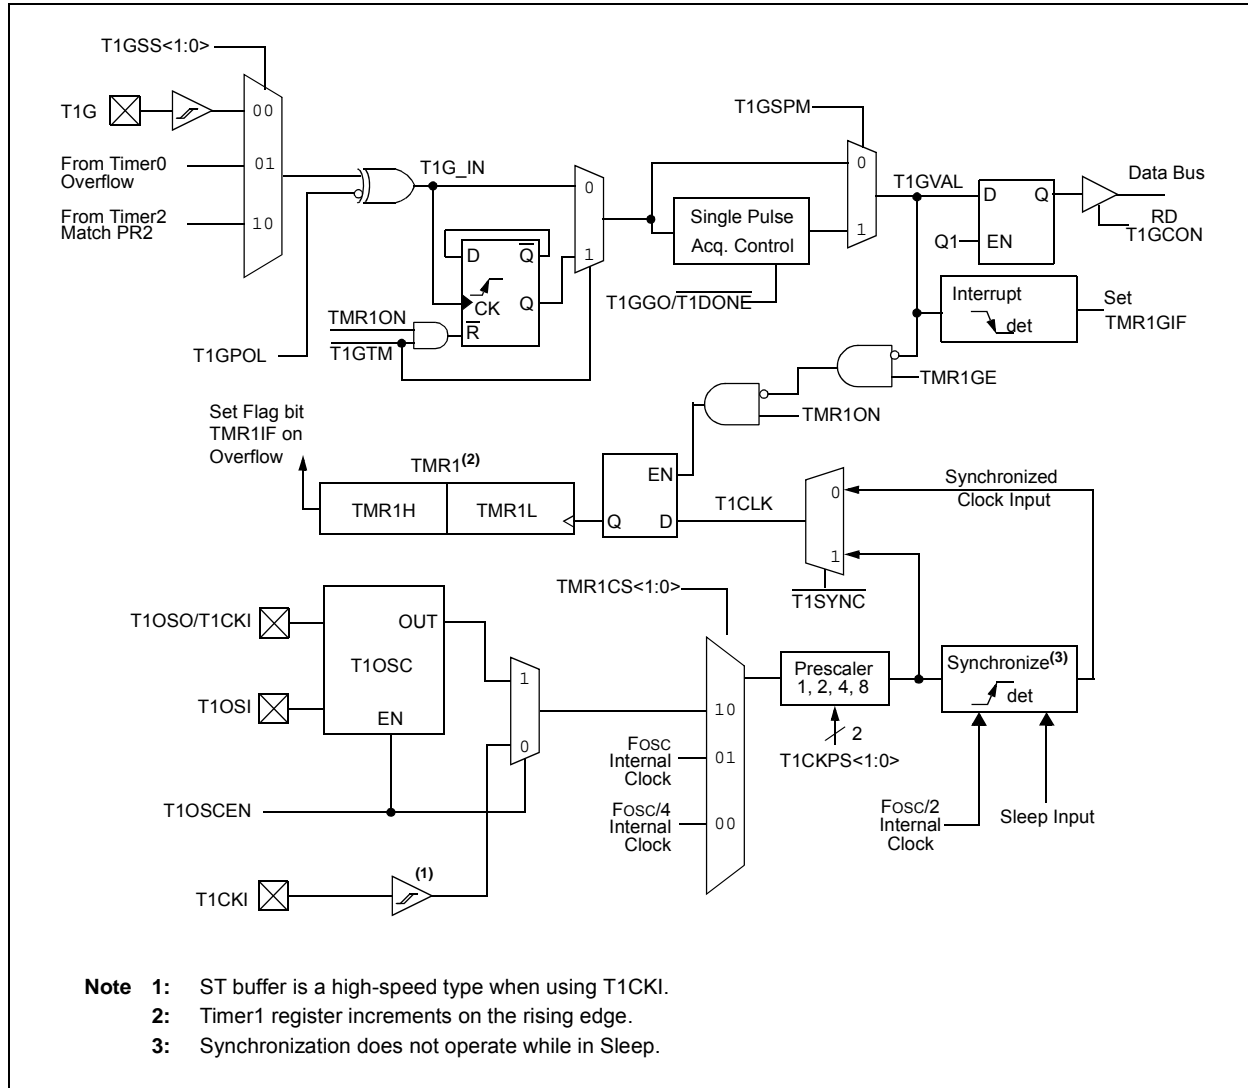 T1GSS<1:0>
T1G
00
From Timer0
Overflow
01
From Timer2
Match PR2
10
T1GPOL
T1G_IN
D
Q
CK
Q
R
TMR1ON
T1GTM
0
1
Single Pulse
Acq. Control
T1GGO/T1DONE
T1GSPM
0
1
T1GVAL
D
Q
Q1
EN
Data Bus
RD
T1GCON
Interrupt
det
Set
TMR1GIF
TMR1GE
TMR1ON
Set Flag bit
TMR1IF on
Overflow
TMR1(2)
TMR1H
TMR1L
EN
Q
D
T1CLK
0
1
T1SYNC
Synchronized
Clock Input
TMR1CS<1:0>
T1OSO/T1CKI
OUT
T1OSC
T1OSI
EN
1
0
T1OSCEN
T1CKI
(1)
10
FOSC
Internal
Clock
01
FOSC/4
Internal
Clock
00
Prescaler
1, 2, 4, 8
2
T1CKPS<1:0>
Synchronize(3)
det
FOSC/2
Internal
Clock
Sleep Input
Note 1: ST buffer is a high-speed type when using T1CKI.
2: Timer1 register increments on the rising edge.
3: Synchronization does not operate while in Sleep.